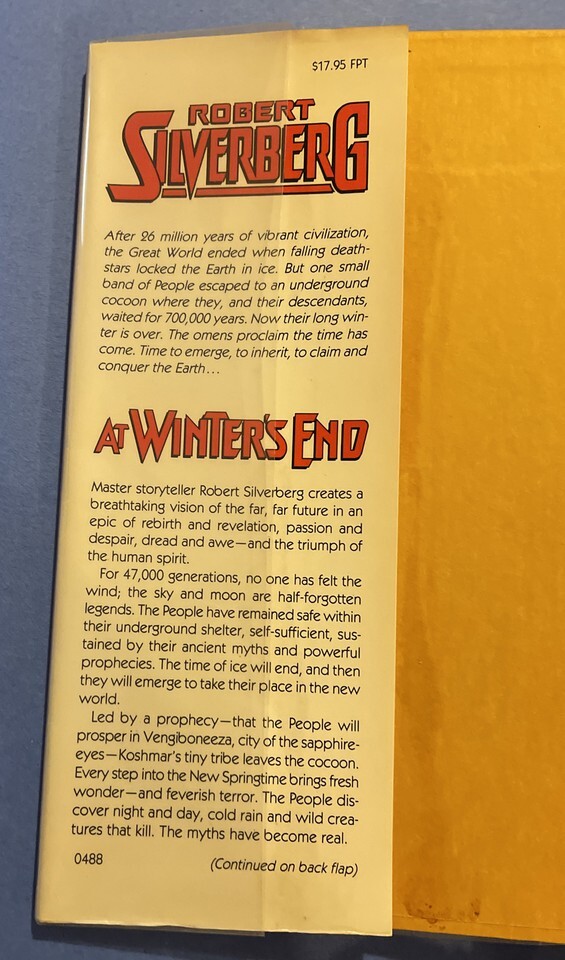 $17.95 FPT
ROBERT
SILVERBERG
After 26 million years of vibrant civilization,
the Great World ended when falling death-
stars locked the Earth in ice. But one small
band of People escaped to an underground
cocoon where they, and their descendants,
waited for 700,000 years. Now their long win-
ter is over. The omens proclaim the time has
come. Time to emerge, to inherit, to claim and
conquer the Earth...
AT WINTER'S END
Master storyteller Robert Silverberg creates a
breathtaking vision of the far, far future in an
epic of rebirth and revelation, passion and
despair, dread and awe—and the triumph of
the human spirit.
For 47,000 generations, no one has felt the
wind; the sky and moon are half-forgotten
legends. The People have remained safe within
their underground shelter, self-sufficient, sus-
tained by their ancient myths and powerful
prophecies. The time of ice will end, and then
they will emerge to take their place in the new
world.
Led by a prophecy—that the People will
prosper in Vengiboneeza, city of the sapphire-
eyes—Koshmar's tiny tribe leaves the cocoon.
Every step into the New Springtime brings fresh
wonder—and feverish terror. The People dis-
cover night and day, cold rain and wild crea-
tures that kill. The myths have become real.
0488
(Continued on back flap)